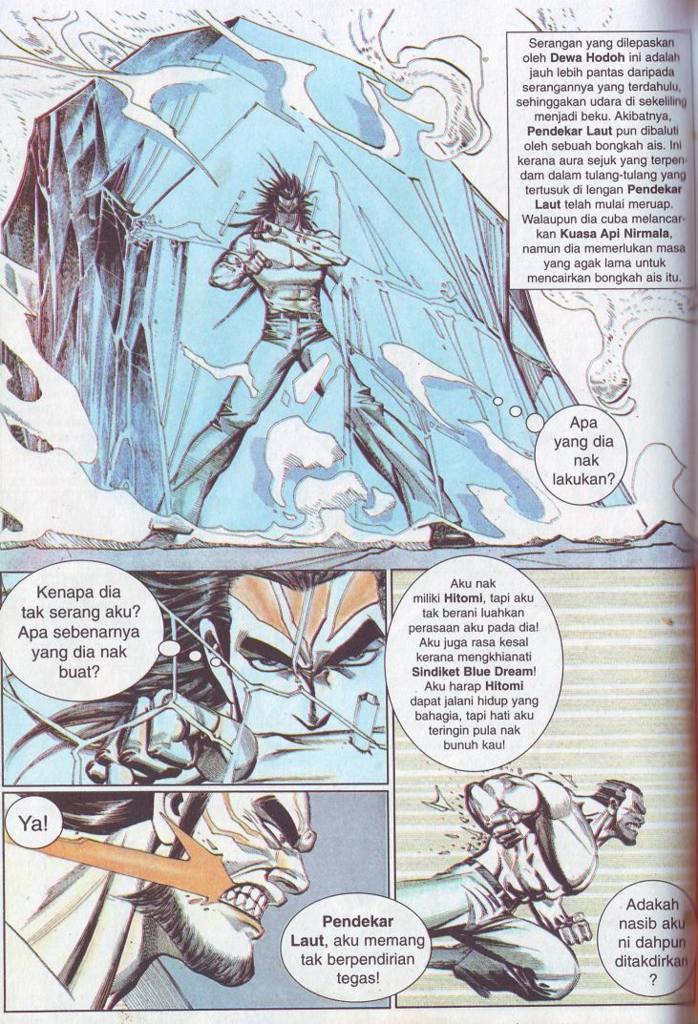 Serangan yang dilepaskan
oleh Dewa Hodoh ini adalah
jauh lebih pantas daripada
serangannya yang terdahulu,
sehinggakan udara di sekeliling
menjadi beku. Akibatnya,
Pendekar Laut pun dibaluti
oleh sebuah bongkah ais. Ini
kerana aura sejuk yang terpen-
dam dalam tulang-tulang yang
tertusuk di lengan Pendekar
Laut telah mulai meruap.
Walaupun dia cuba melancar-
kan Kuasa Api Nirmala,
namun dia memerlukan masa
yang agak lama untuk
mencairkan bongkah ais itu.
Apa
yang dia
nak
lakukan?
Kenapa dia
tak serang aku?
Apa sebenarnya
yang dia nak
buat?
Aku nak
miliki Hitomi, tapi aku
tak berani luahkan
perasaan aku pada dia!
Aku juga rasa kesal
kerana mengkhianati
Sindiket Blue Dream!
Aku harap Hitomi
dapat jalani hidup yang
bahagia, tapi hati aku
teringin pula nak
bunuh kau!
Ya!
Pendekar
Laut, aku memang
tak berpendirian
tegas!
Adakah
nasib aku
ni dahpun
ditakdirkan
?